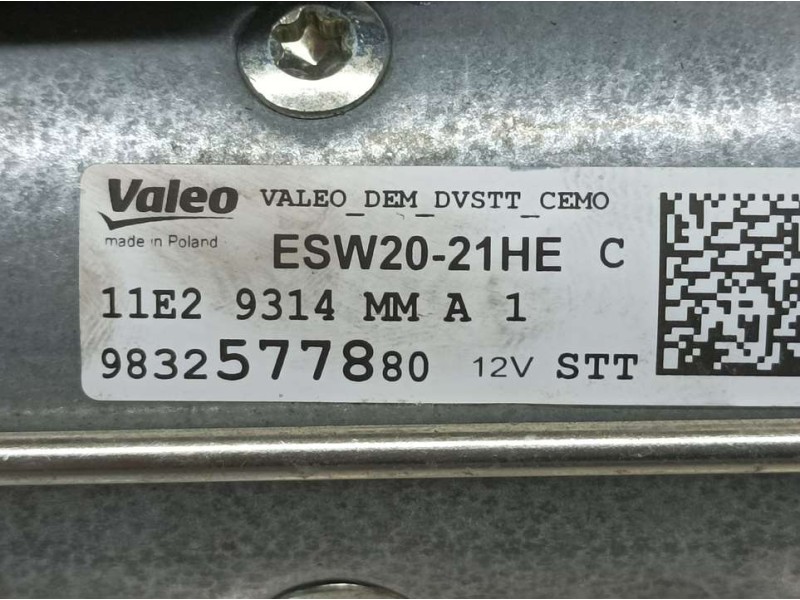 Valeo VALEO_DEM_DVSTT_CEMO
made in Poland ESW20-21HE C
11E2 9314 MM A 1
9832577880 12V STT